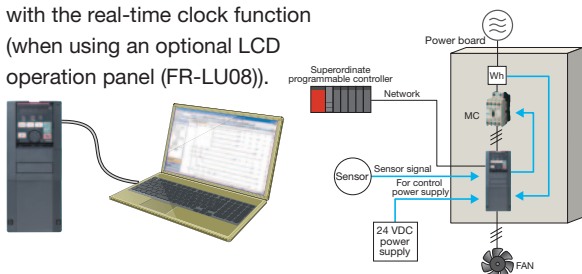 with the real-time clock function
(when using an optional LCD
operation panel (FR-LU08)).
Power board
Superordinate
programmable controller
Wh
Network
MC
Sensor
Sensor signal
For control
power supply
24 VDC
power
supply
FAN